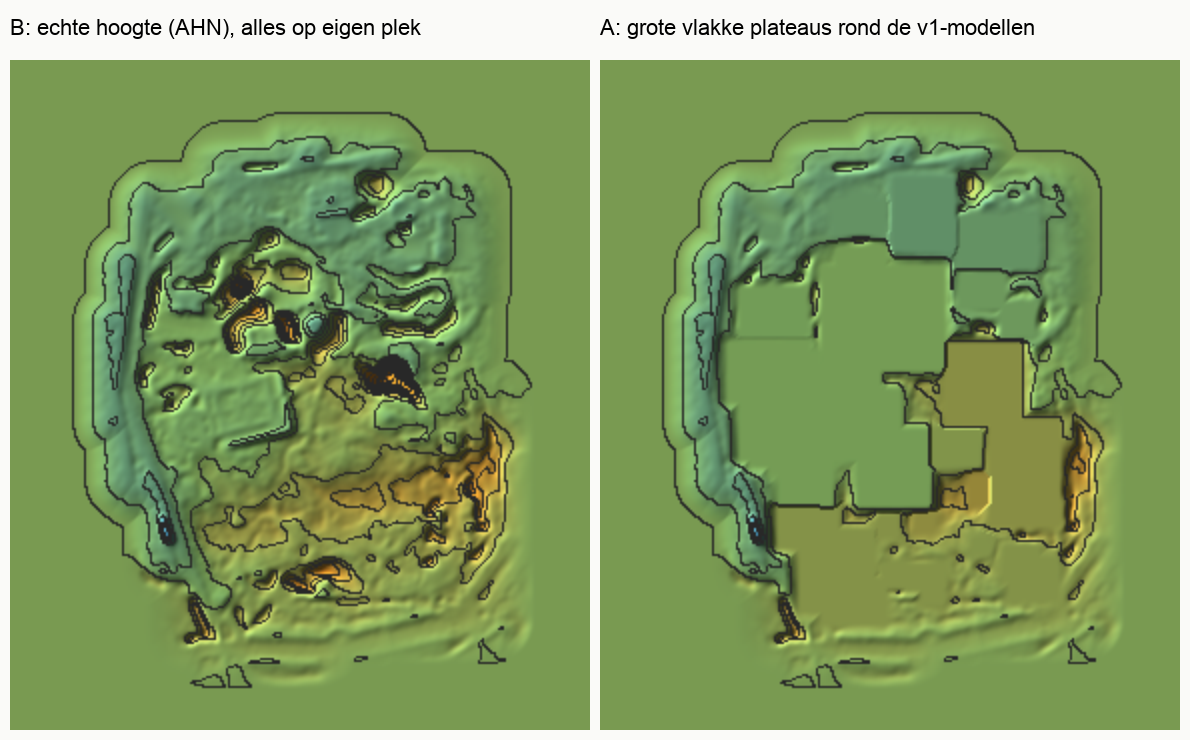 B: echte hoogte (AHN), alles op eigen plek
A: grote vlakke plateaus rond de v1-modellen